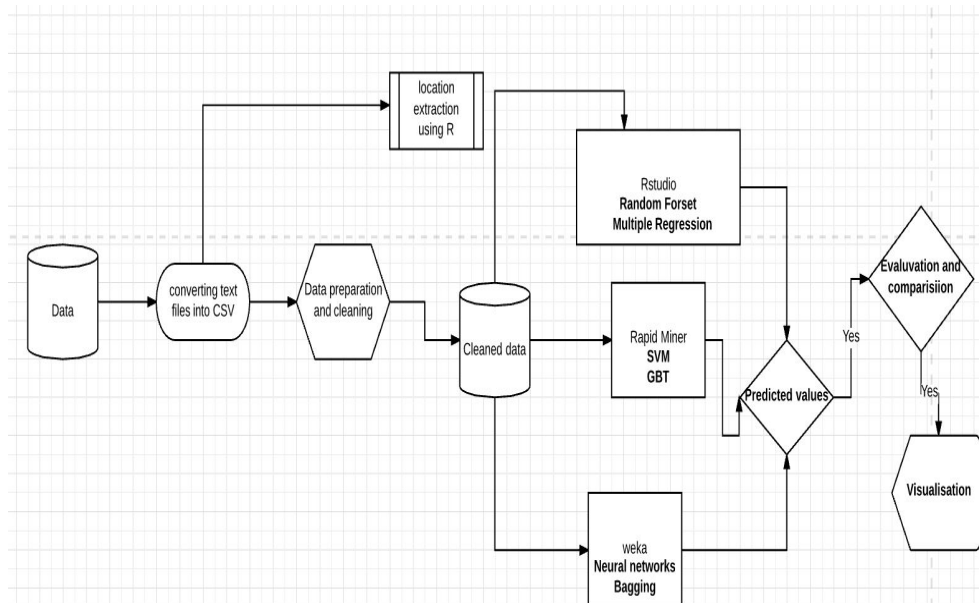 location
extraction
using R
Rstudio
Random Forset
Multiple Regression
Data
converting text
files into CSV
Data preparation
and cleaning
Cleaned data
Rapid Miner
SVM
GBT
weka
Neural networks
Bagging
Predicted values
Yes
Evaluvation and
comparisiion
Yes
Visualisation